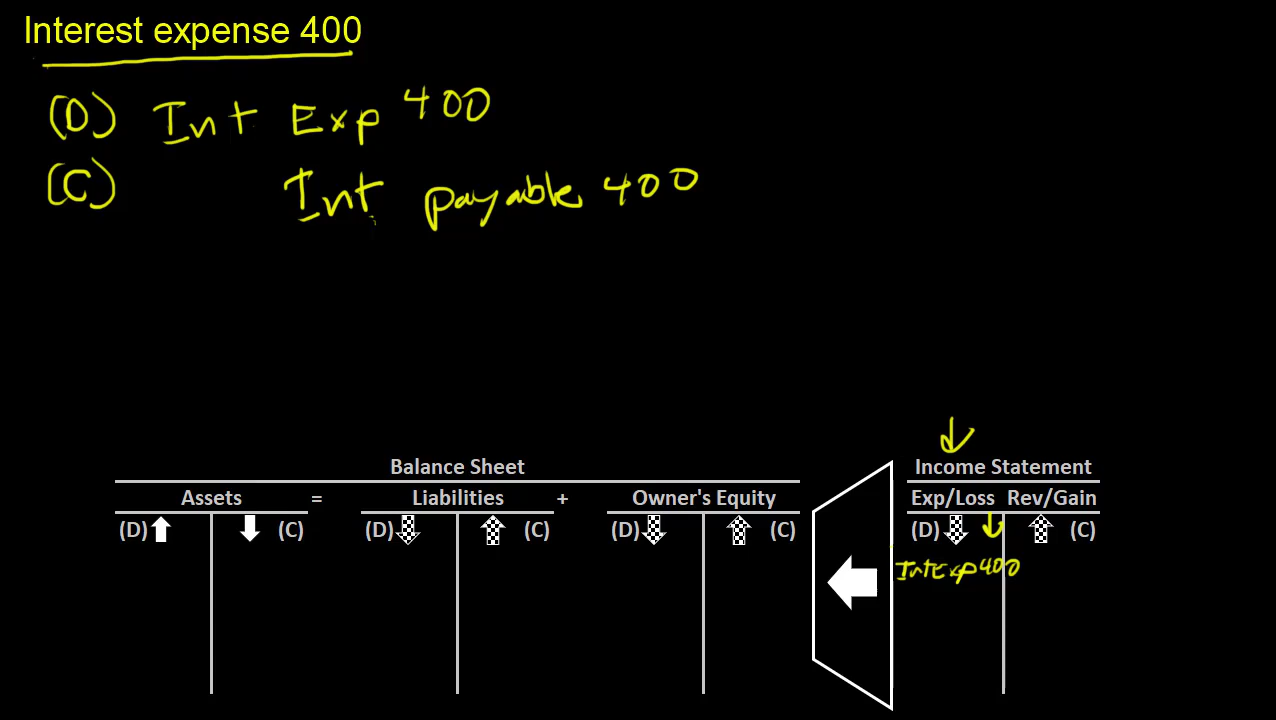 Interest expense 400
(D) Int Exp 400
(C) Int payable 400
Balance Sheet Income Statement
Assets = Liabilities + Owner's Equity Exp/Loss Rev/Gain
(D) (C) (D) (C) (D) (C) (D) (C)
Int Exp 400